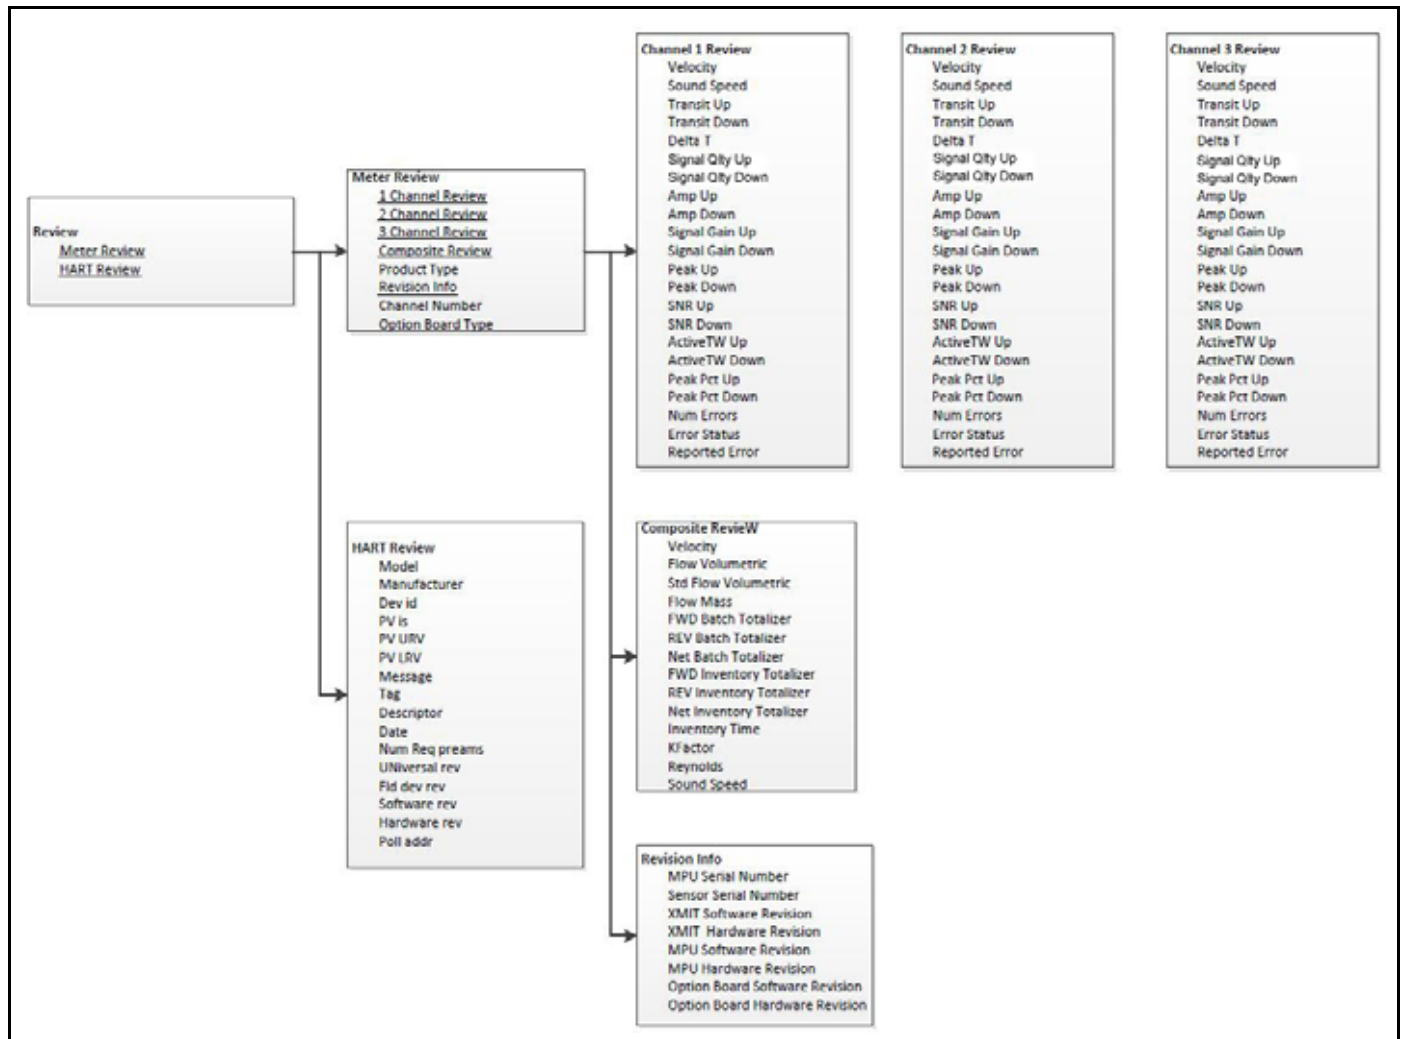 Review
Meter Review
HART Review
Meter Review
1 Channel Review
2 Channel Review
3 Channel Review
Composite Review
Product Type
Revision Info
Channel Number
Option Board Type
HART Review
Model
Manufacturer
Dev id
PV is
PV URV
PV LRV
Message
Tag
Descriptor
Date
Num Req preams
UNiversal rev
Fld dev rev
Software rev
Hardware rev
Poll addr
Channel 1 Review
Velocity
Sound Speed
Transit Up
Transit Down
Delta T
Signal Qlty Up
Signal Qlty Down
Amp Up
Amp Down
Signal Gain Up
Signal Gain Down
Peak Up
Peak Down
SNR Up
SNR Down
ActiveTW Up
ActiveTW Down
Peak Pct Up
Peak Pct Down
Num Errors
Error Status
Reported Error
Channel 2 Review
Velocity
Sound Speed
Transit Up
Transit Down
Delta T
Signal Qlty Up
Signal Qlty Down
Amp Up
Amp Down
Signal Gain Up
Signal Gain Down
Peak Up
Peak Down
SNR Up
SNR Down
ActiveTW Up
ActiveTW Down
Peak Pct Up
Peak Pct Down
Num Errors
Error Status
Reported Error
Channel 3 Review
Velocity
Sound Speed
Transit Up
Transit Down
Delta T
Signal Qlty Up
Signal Qlty Down
Amp Up
Amp Down
Signal Gain Up
Signal Gain Down
Peak Up
Peak Down
SNR Up
SNR Down
ActiveTW Up
ActiveTW Down
Peak Pct Up
Peak Pct Down
Num Errors
Error Status
Reported Error
Composite RevieW
Velocity
Flow Volumetric
Std Flow Volumetric
Flow Mass
FWD Batch Totalizer
REV Batch Totalizer
Net Batch Totalizer
FWD Inventory Totalizer
REV Inventory Totalizer
Net Inventory Totalizer
Inventory Time
KFactor
Reynolds
Sound Speed
Revision Info
MPU Serial Number
Sensor Serial Number
XMIT Software Revision
XMIT Hardware Revision
MPU Software Revision
MPU Hardware Revision
Option Board Software Revision
Option Board Hardware Revision